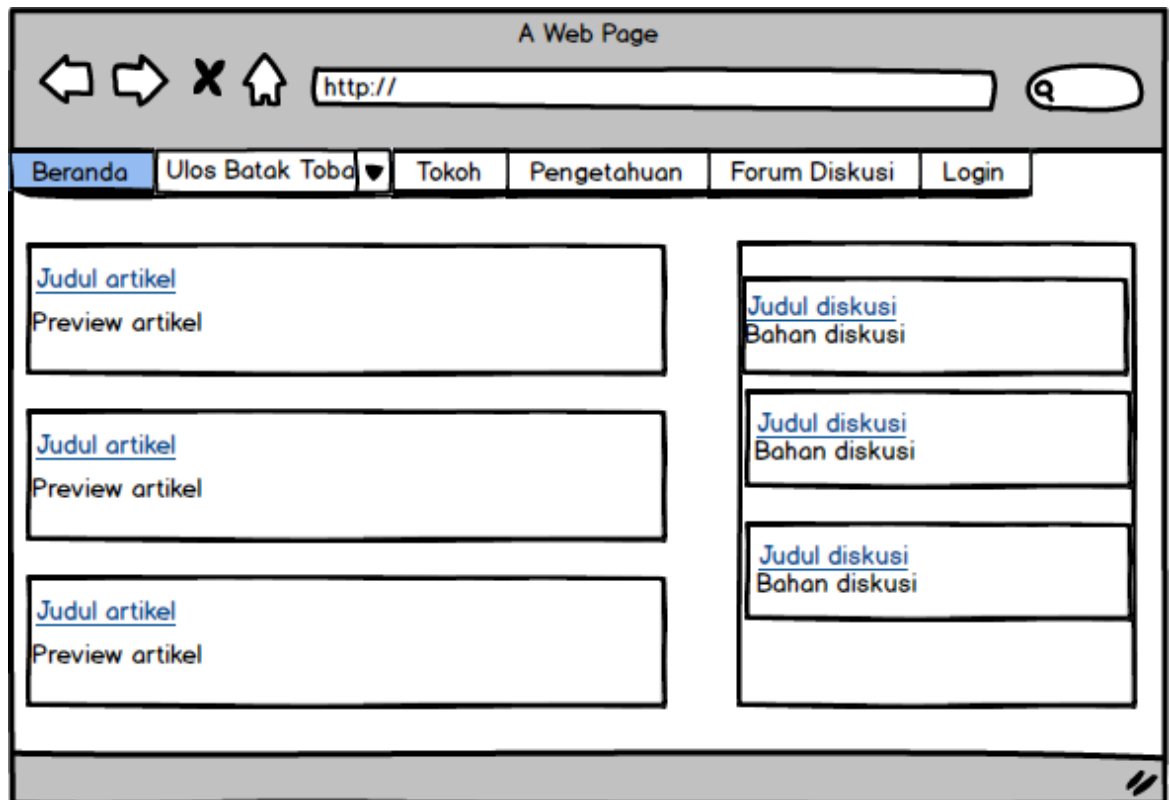 A Web Page
http://
Beranda Ulos Batak Toba Tokoh Pengetahuan Forum Diskusi Login
Judul artikel
Preview artikel
Judul artikel
Preview artikel
Judul artikel
Preview artikel
Judul diskusi
Bahan diskusi
Judul diskusi
Bahan diskusi
Judul diskusi
Bahan diskusi